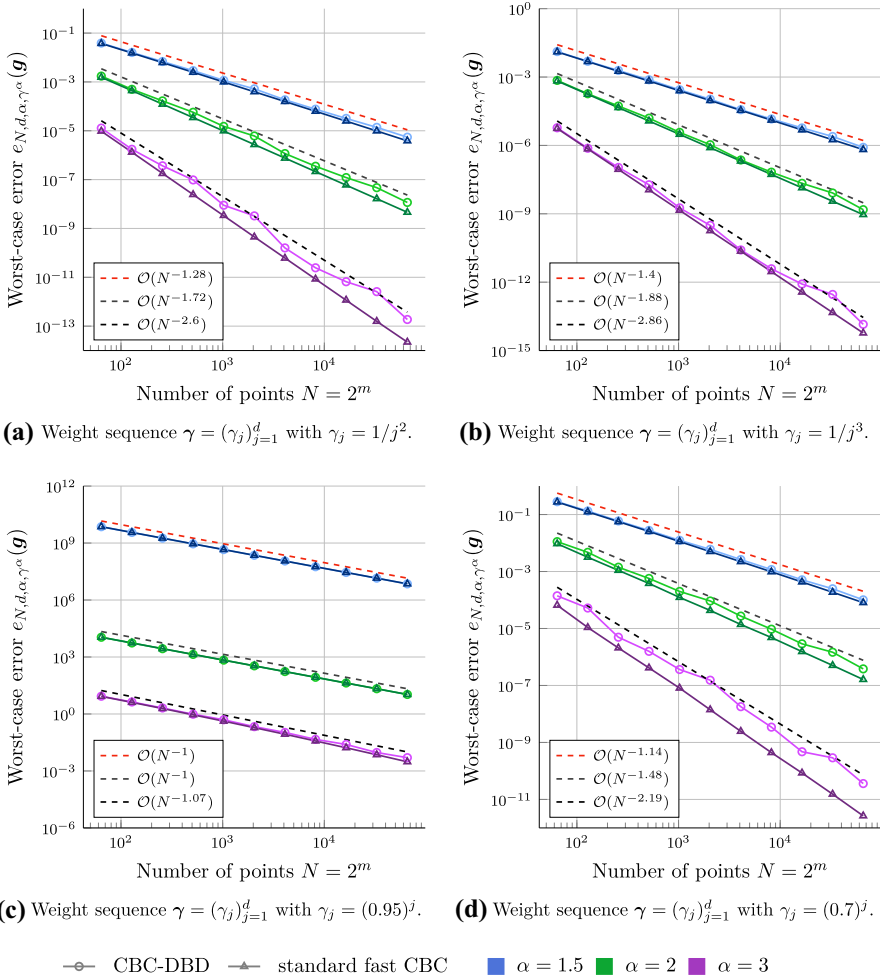 10^{-1}
10^{-3}
10^{-5}
10^{-7}
10^{-9}
10^{-11}
10^{-13}
Worst-case error e_{N,d,α,γ^α}(g)
O(N^{-1.28})
O(N^{-1.72})
O(N^{-2.6})
10^2
10^3
10^4
Number of points N = 2^m
(a) Weight sequence γ = (γ_j)_{j=1}^d with γ_j = 1/j^2.
10^0
10^{-3}
10^{-6}
10^{-9}
10^{-12}
10^{-15}
Worst-case error e_{N,d,α,γ^α}(g)
O(N^{-1.4})
O(N^{-1.88})
O(N^{-2.86})
10^2
10^3
10^4
Number of points N = 2^m
(b) Weight sequence γ = (γ_j)_{j=1}^d with γ_j = 1/j^3.
10^{12}
10^9
10^6
10^3
10^0
10^{-3}
10^{-6}
Worst-case error e_{N,d,α,γ^α}(g)
O(N^{-1})
O(N^{-1})
O(N^{-1.07})
10^2
10^3
10^4
Number of points N = 2^m
(c) Weight sequence γ = (γ_j)_{j=1}^d with γ_j = (0.95)^j.
10^{-1}
10^{-3}
10^{-5}
10^{-7}
10^{-9}
10^{-11}
Worst-case error e_{N,d,α,γ^α}(g)
O(N^{-1.14})
O(N^{-1.48})
O(N^{-2.19})
10^2
10^3
10^4
Number of points N = 2^m
(d) Weight sequence γ = (γ_j)_{j=1}^d with γ_j = (0.7)^j.
CBC-DBD standard fast CBC α = 1.5 α = 2 α = 3